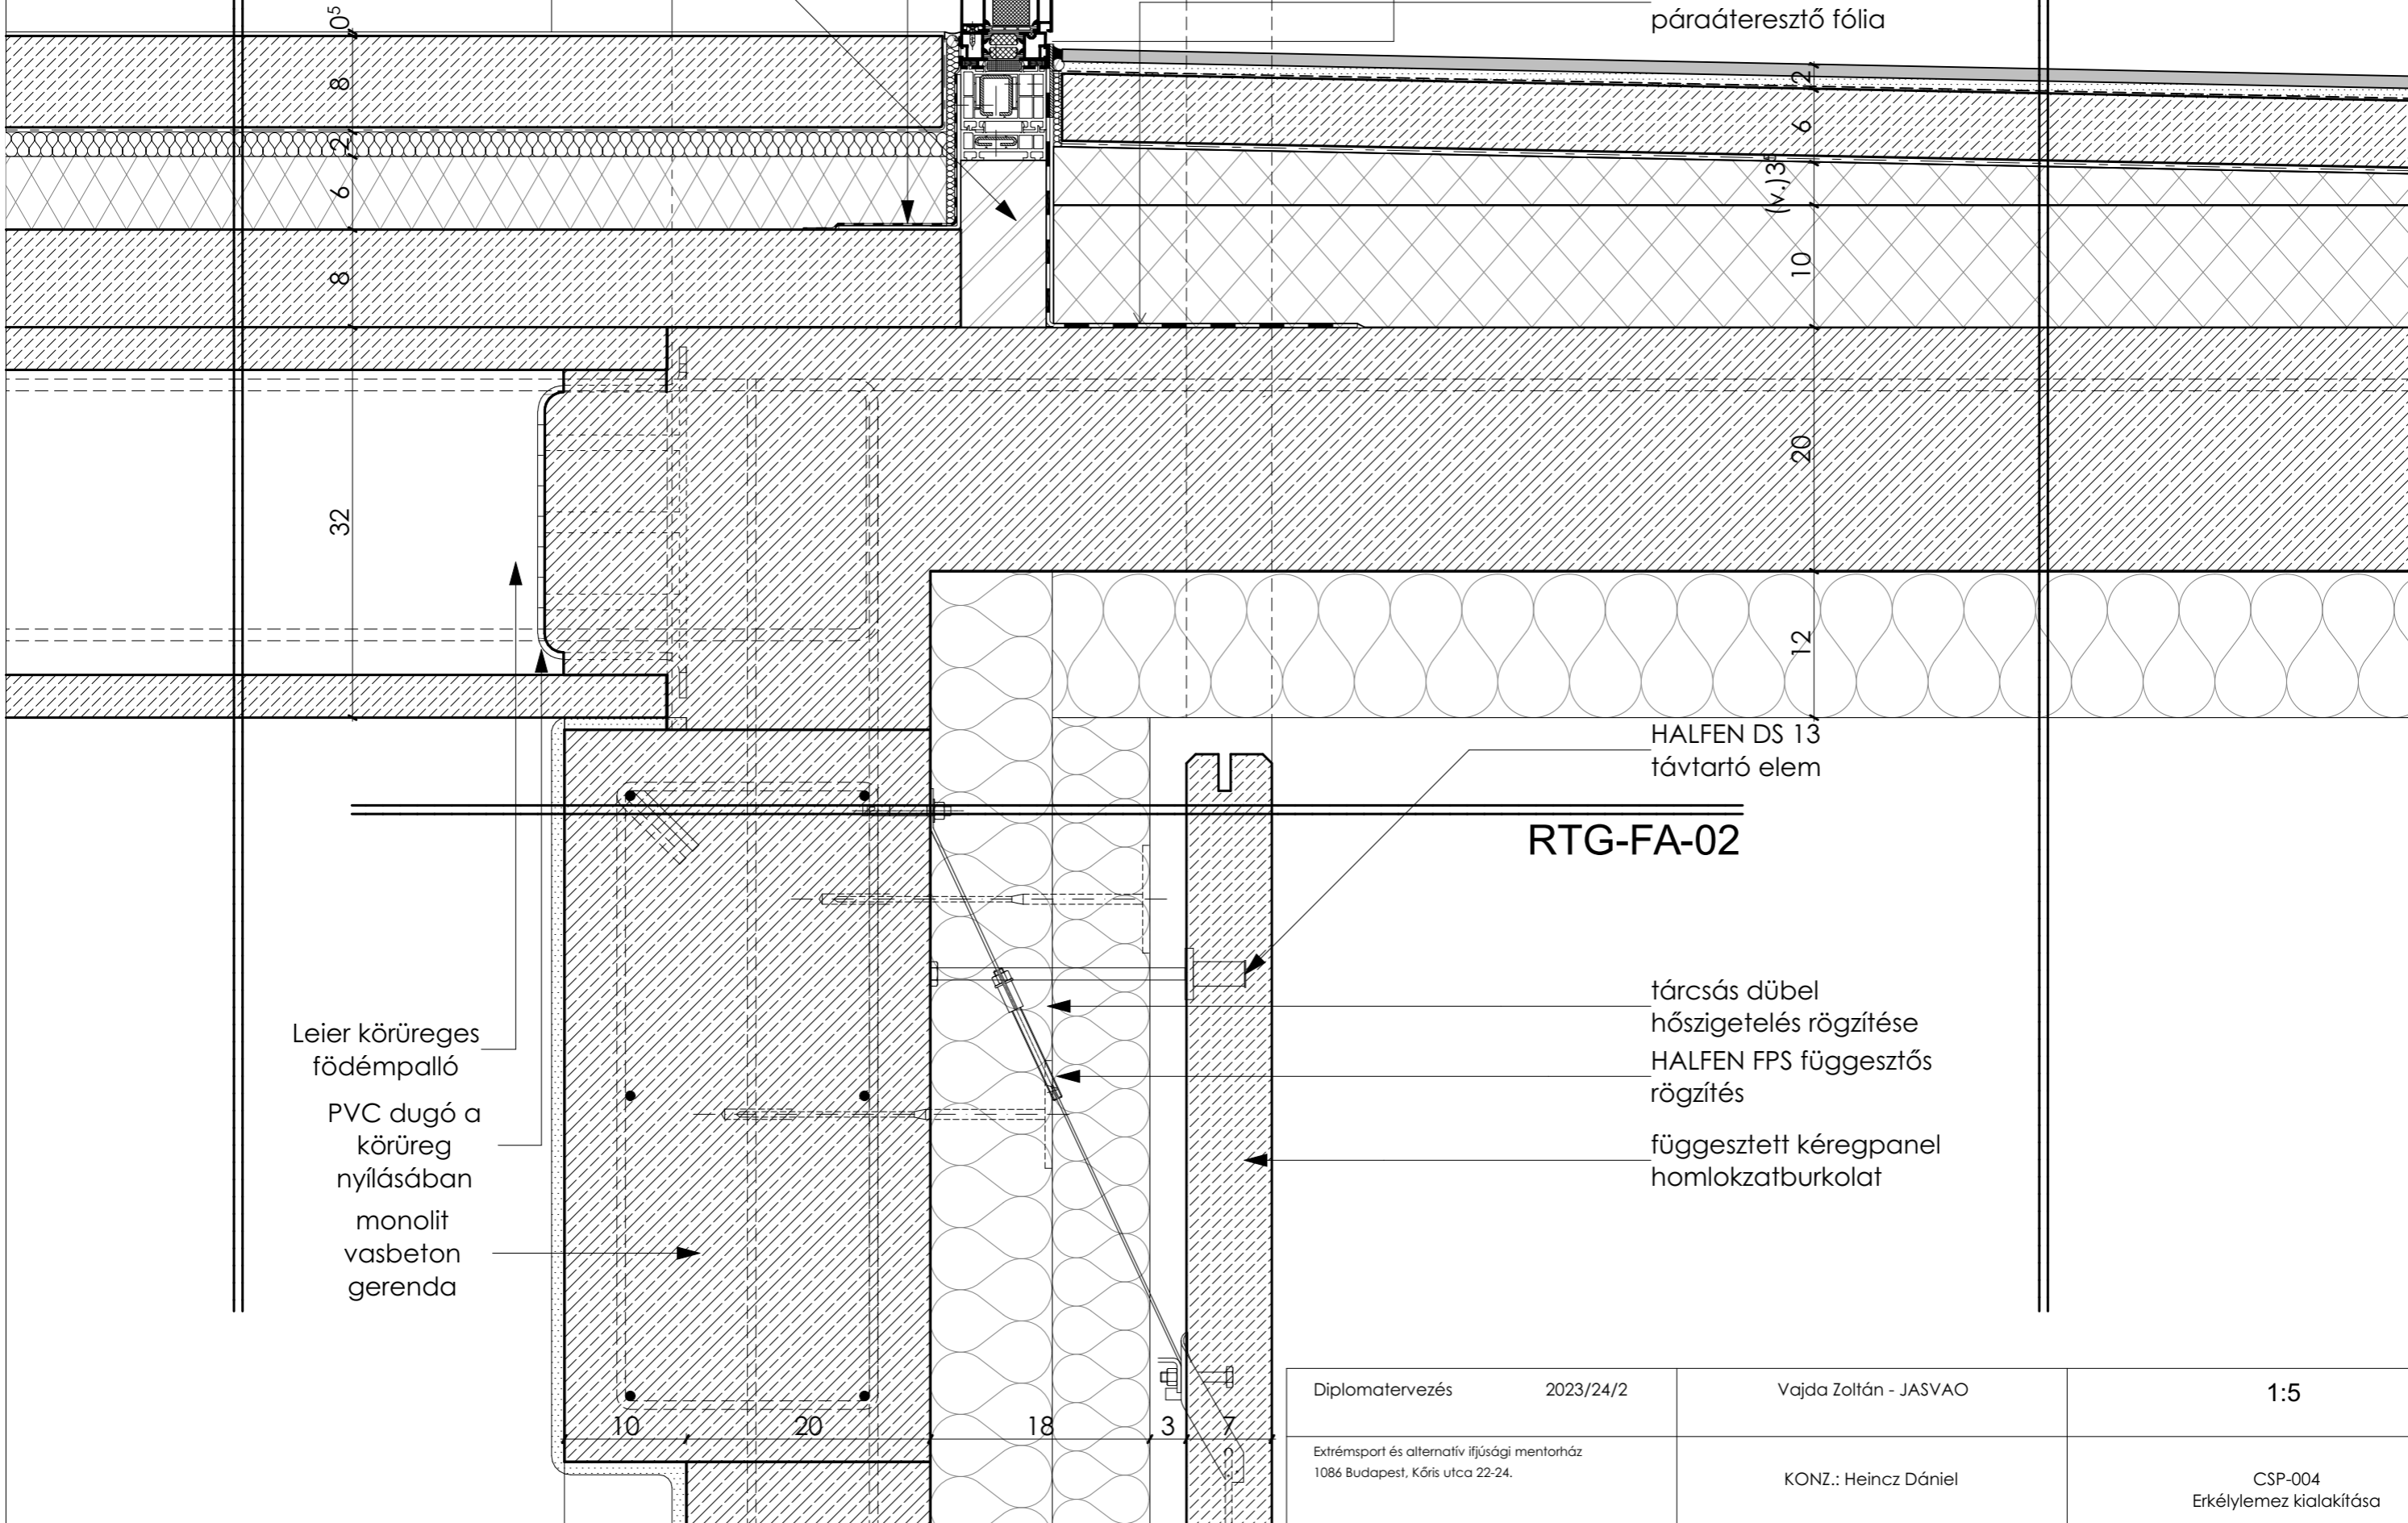 páraáteresztő fólia
0⁵
8
2
6
8
32
2
6
(v.)3⁵
10
20
12
HALFEN DS 13
távtartó elem
RTG-FA-02
tárcsás dübel
hőszigetelés rögzítése
HALFEN FPS függesztős
rögzítés
függesztett kéregpanel
homlokzatburkolat
Leier körüreges
födémpalló
PVC dugó a
körüreg
nyílásában
monolit
vasbeton
gerenda
10 20 18 3 7
Diplomatervezés 2023/24/2
Vajda Zoltán - JASVAO
1:5
Extrémsport és alternatív ifjúsági mentorház
1086 Budapest, Kőris utca 22-24.
KONZ.: Heincz Dániel
CSP-004
Erkélylemez kialakítása